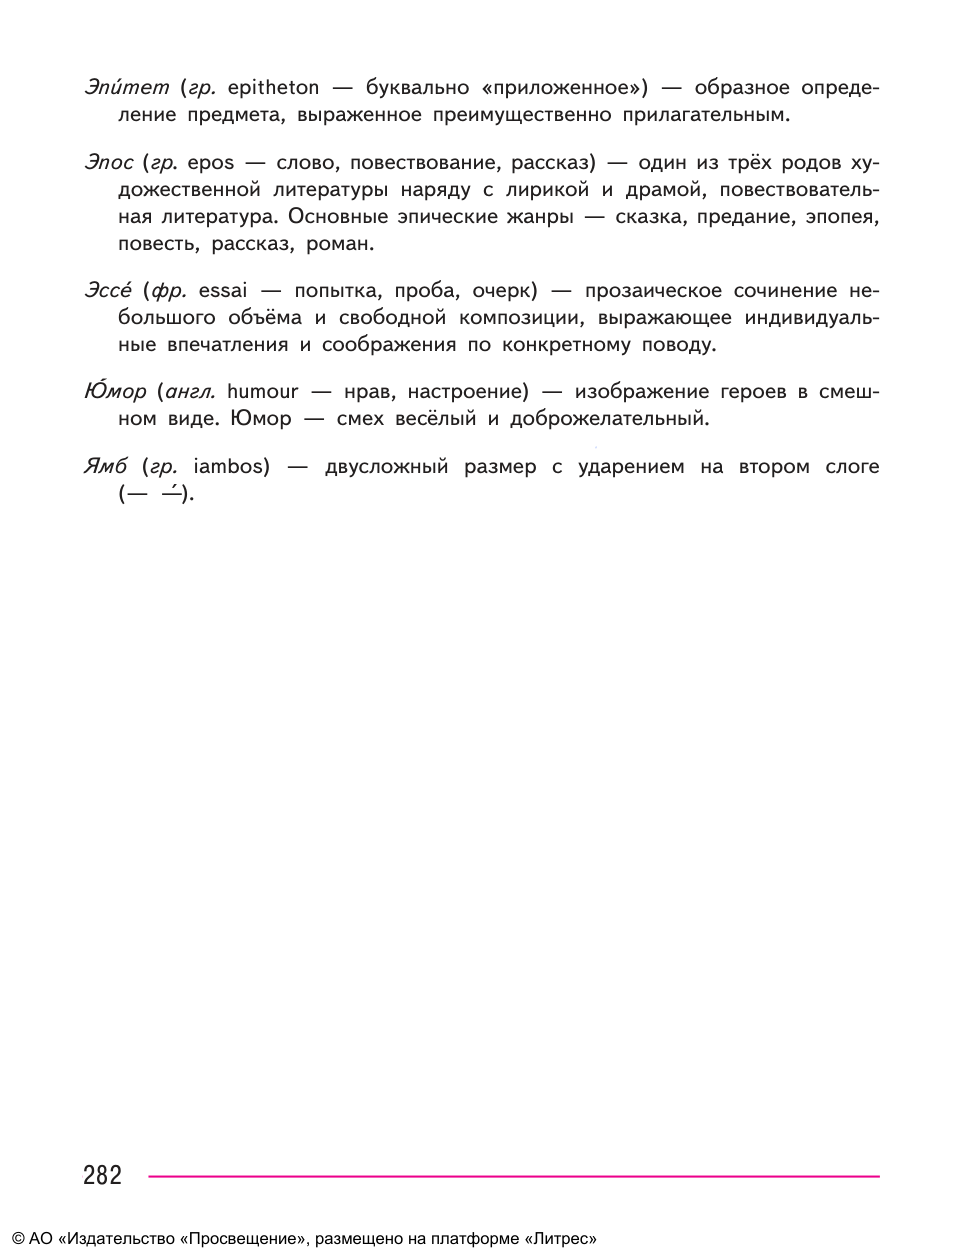 Эпи́тет (гр. epitheton — буквально «приложенное») — образное опреде-
ление предмета, выраженное преимущественно прилагательным.
Эпос (гр. epos — слово, повествование, рассказ) — один из трёх родов ху-
дожественной литературы наряду с лирикой и драмой, повествователь-
ная литература. Основные эпические жанры — сказка, предание, эпопея,
повесть, рассказ, роман.
Эссе́ (фр. essai — попытка, проба, очерк) — прозаическое сочинение не-
большого объёма и свободной композиции, выражающее индивидуаль-
ные впечатления и соображения по конкретному поводу.
Ю́мор (англ. humour — нрав, настроение) — изображение героев в смеш-
ном виде. Юмор — смех весёлый и доброжелательный.
Ямб (гр. iambos) — двусложный размер с ударением на втором слоге
(— —́).
282
© АО «Издательство «Просвещение», размещено на платформе «Литрес»